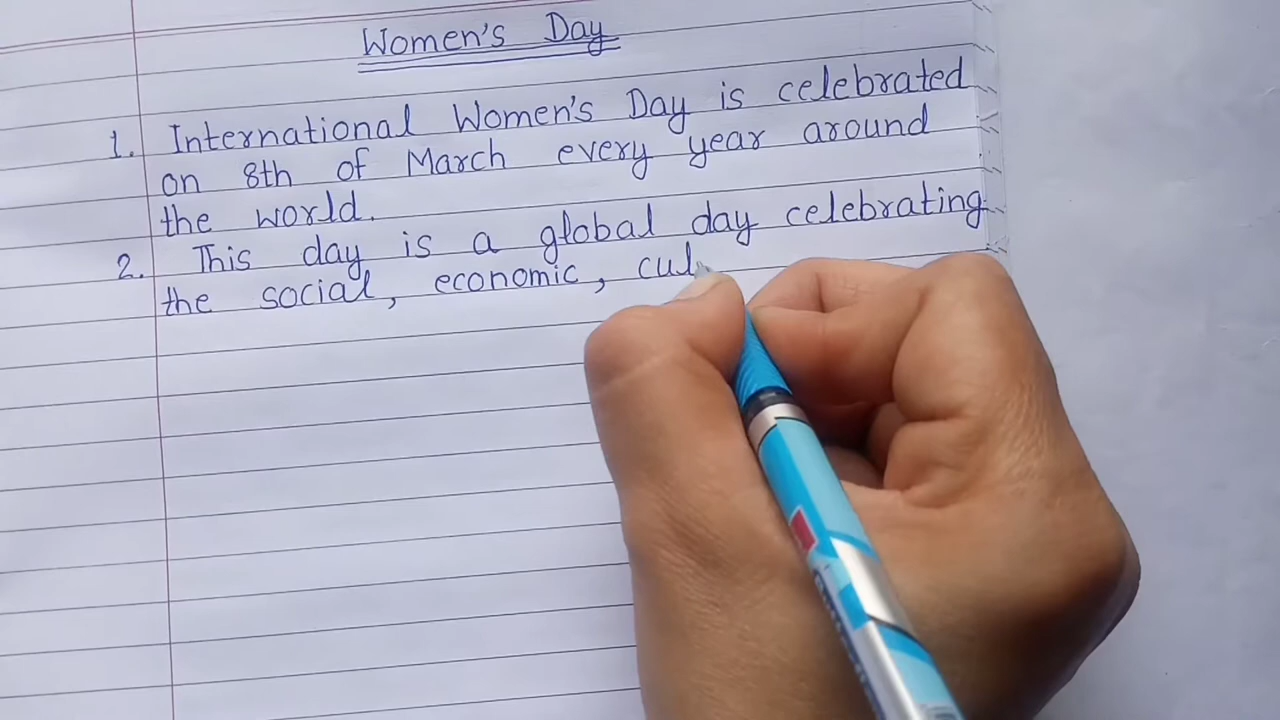 Women's Day
1. International Women's Day is celebrated
on 8th of March every year around
the world.
2. This day is a global day celebrating
the social, economic, cul